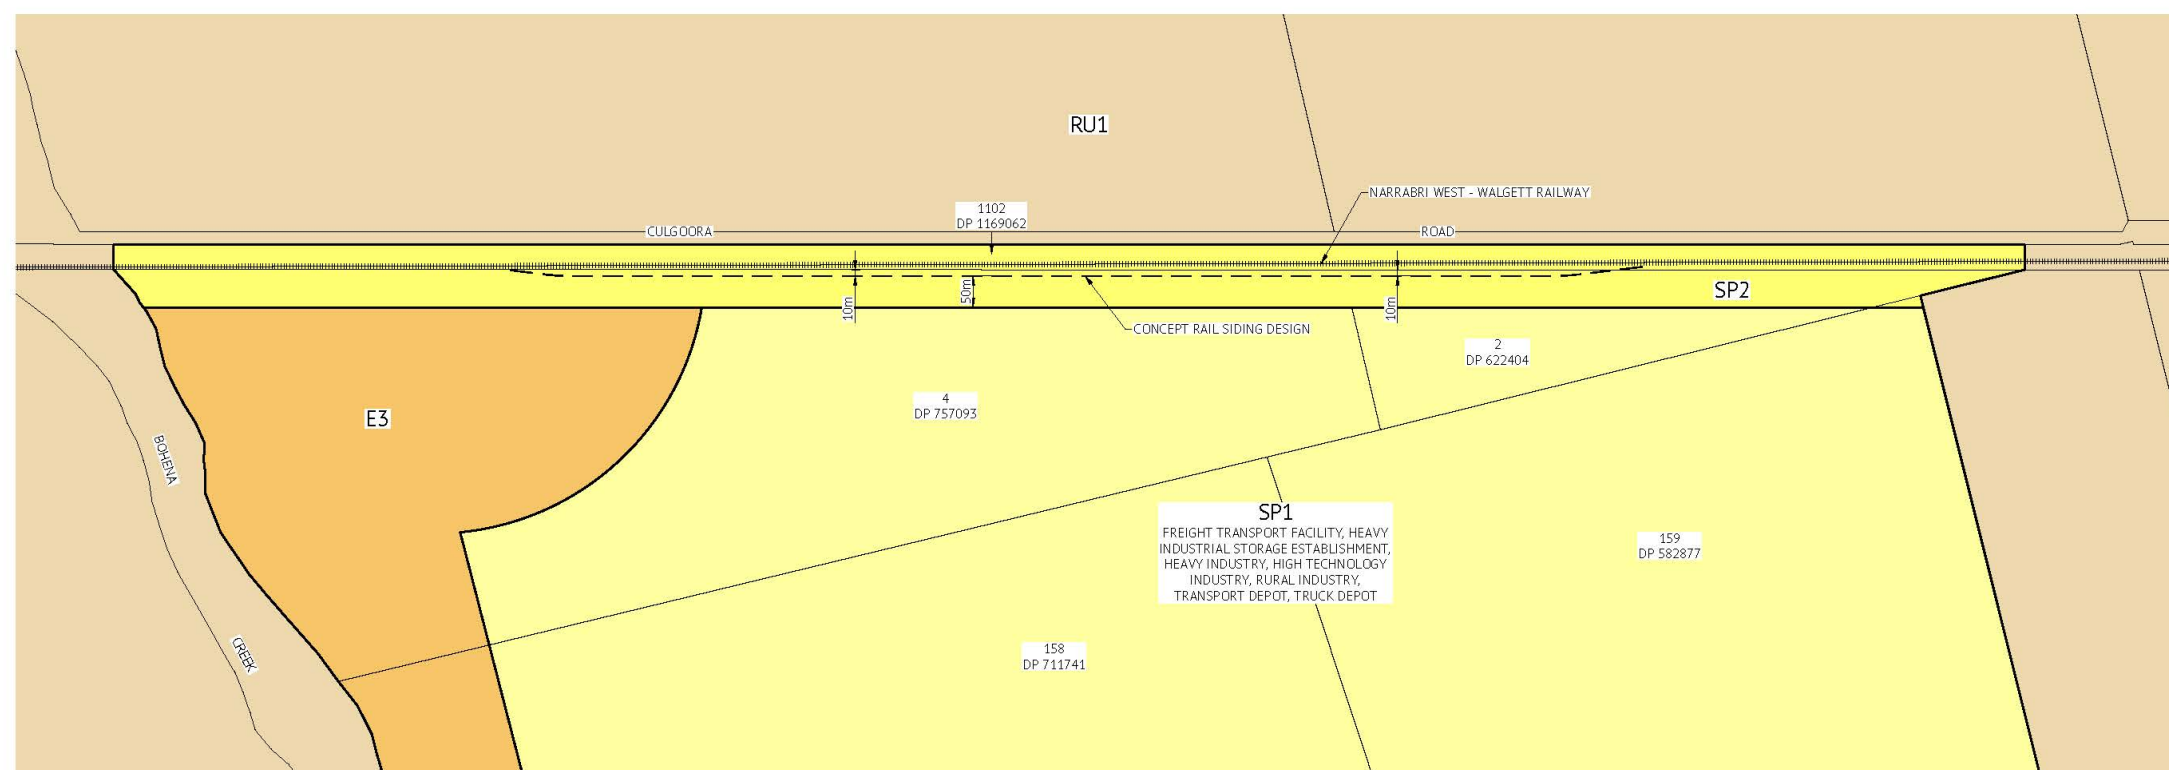 RU1
NARRABRI WEST - WALGETT RAILWAY
1102
DP 1169062
CULGOORA
ROAD
SP2
10m
50m
10m
CONCEPT RAIL SIDING DESIGN
2
DP 622404
4
DP 757093
E3
BOHENA
CREEK
SP1
FREIGHT TRANSPORT FACILITY, HEAVY
INDUSTRIAL STORAGE ESTABLISHMENT,
HEAVY INDUSTRY, HIGH TECHNOLOGY
INDUSTRY, RURAL INDUSTRY,
TRANSPORT DEPOT, TRUCK DEPOT
159
DP 582877
158
DP 711741